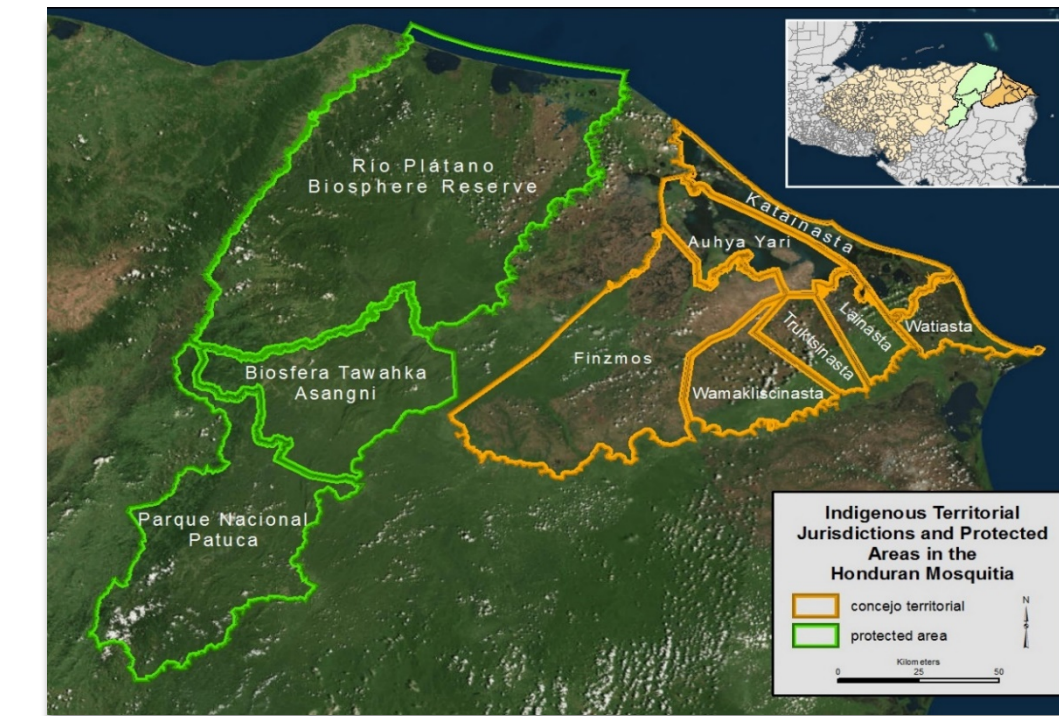 Río Plátano
Biosphere Reserve
Katainasta
Auhya Yari
Finzmos
Truktsinasta
Lainasta
Watiasta
Wamakliscinasta
Biosfera Tawahka
Asangni
Parque Nacional
Patuca
Indigenous Territorial
Jurisdictions and Protected
Areas in the
Honduran Mosquitia
concejo territorial
protected area
N
S
Kilometers
0 25 50